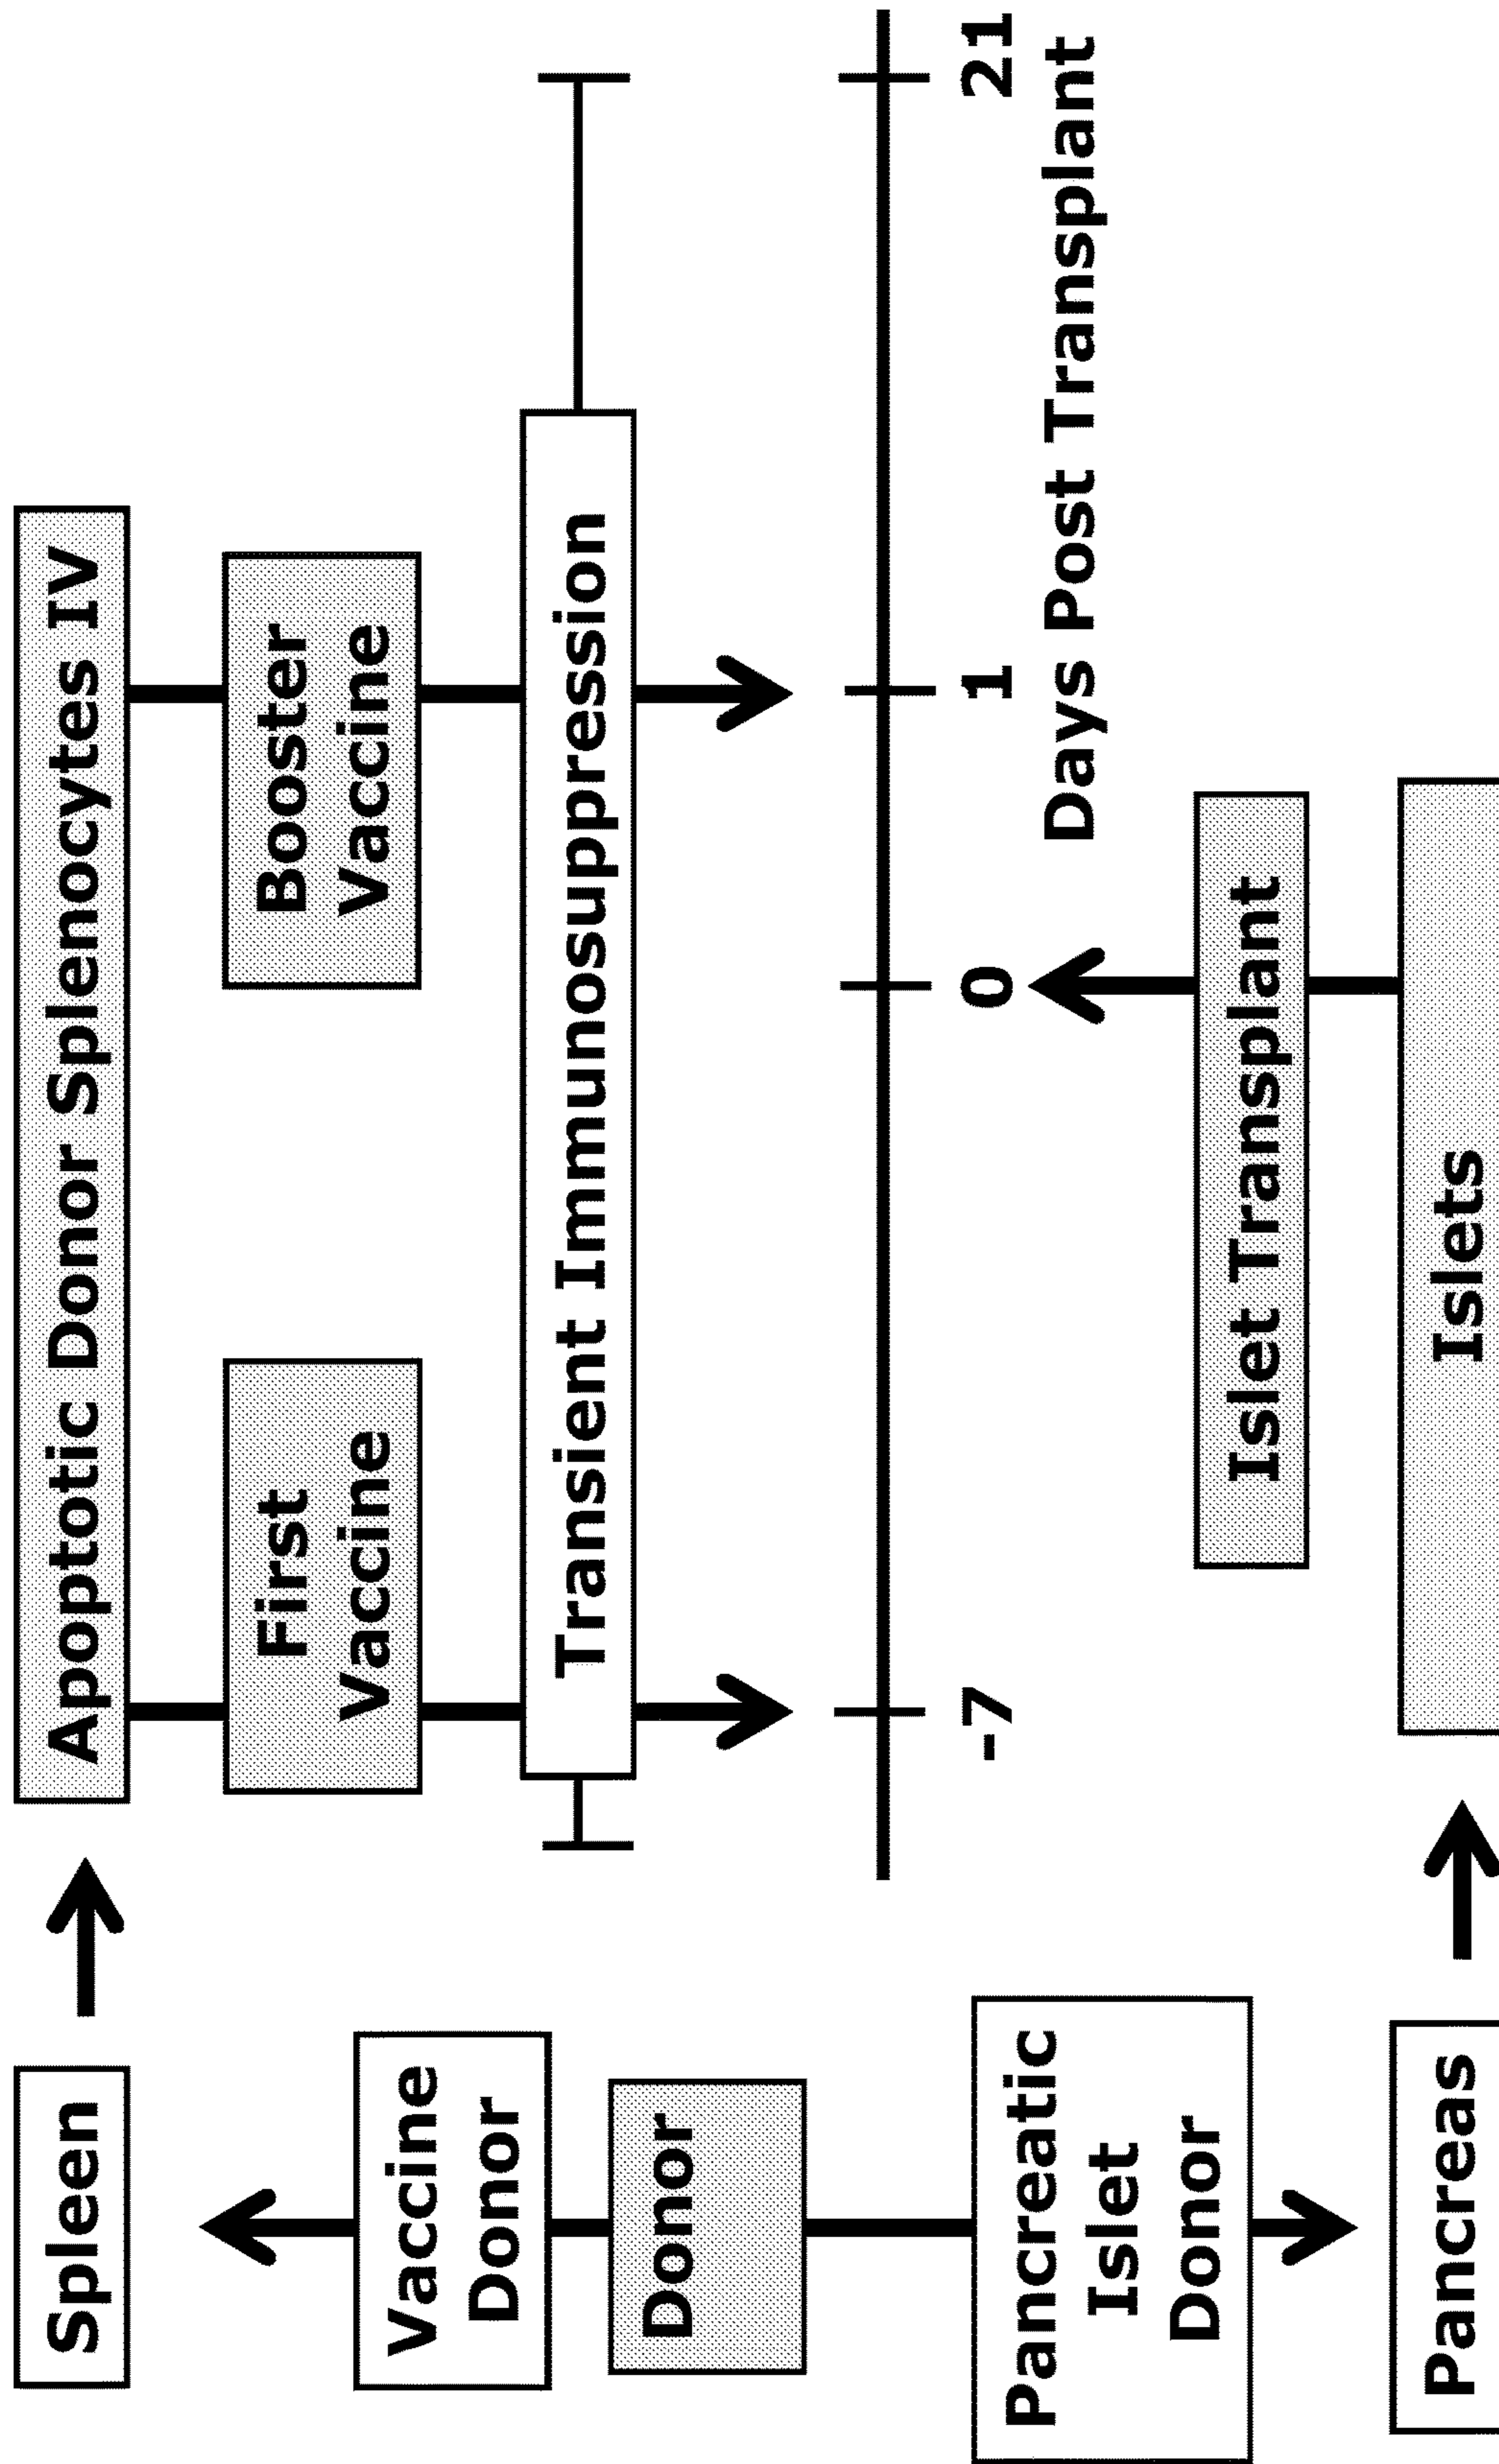 Spleen
Apoptotic Donor Splenocytes IV
Vaccine
Donor
First
Vaccine
Booster
Vaccine
Transient Immunosuppression
Donor
-7
0
1
21
Days Post Transplant
Pancreatic
Islet
Donor
Islet Transplant
Pancreas
Islets